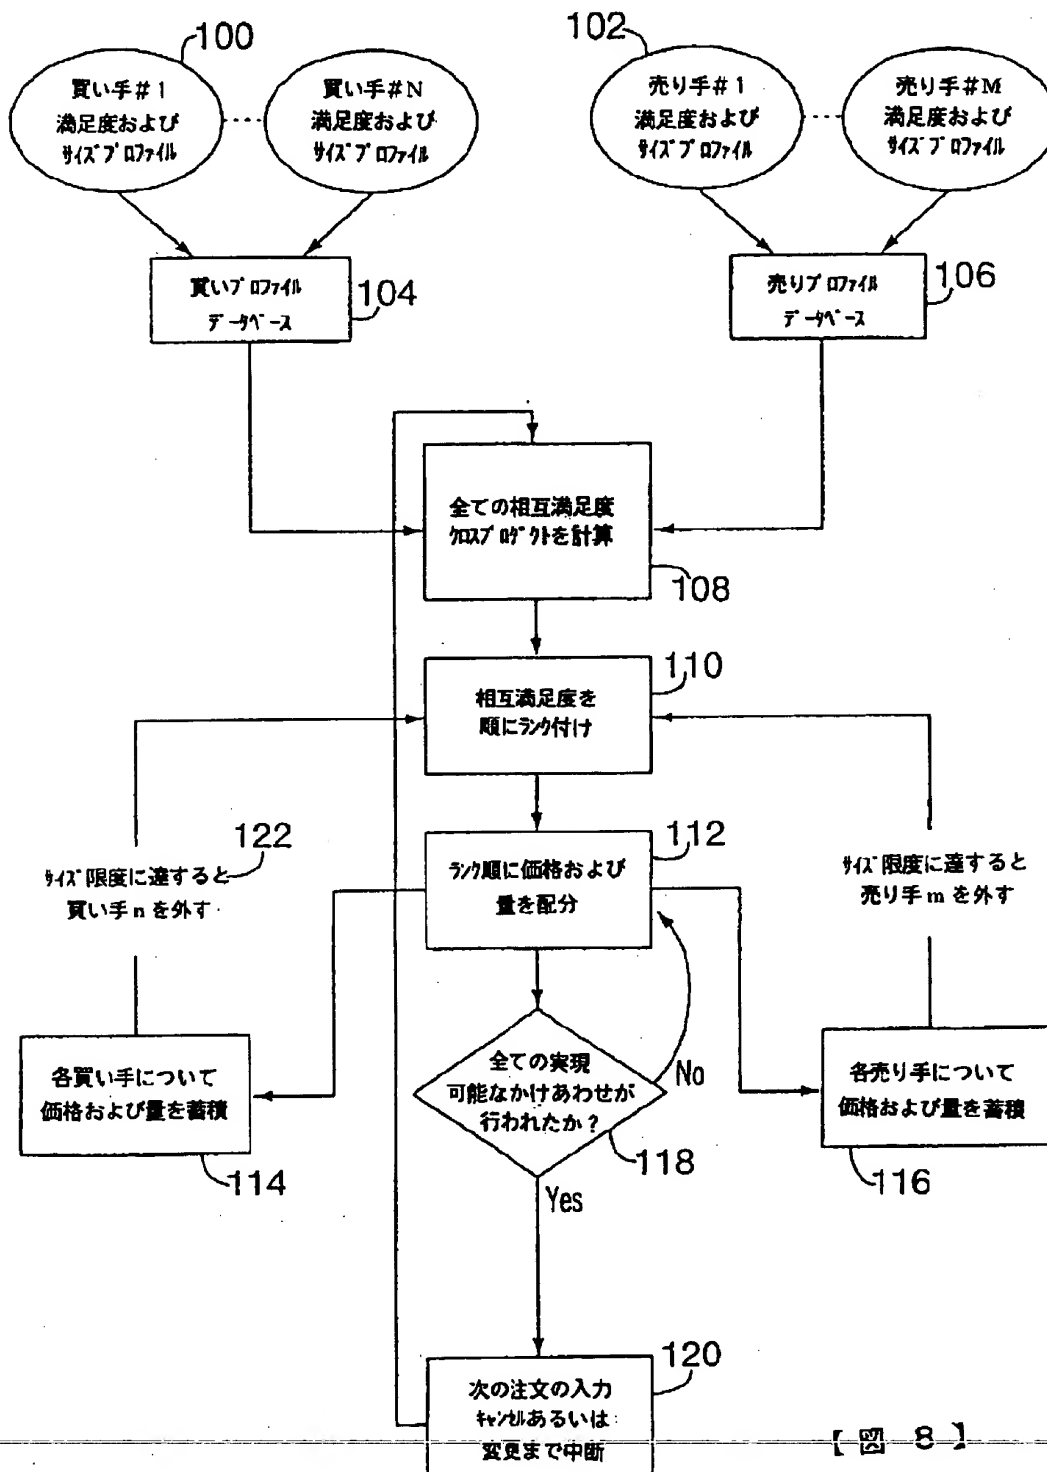 100
買い手#1
満足度および
サイズプロファイル
買い手#N
満足度および
サイズプロファイル
102
売り手#1
満足度および
サイズプロファイル
売り手#M
満足度および
サイズプロファイル
買いプロファイル
データベース
104
売りプロファイル
データベース
106
全ての相互満足度
クロスプロダクトを計算
108
相互満足度を
順にランク付け
110
ランク順に価格および
量を配分
112
サイズ限度に達すると
買い手nを外す
122
サイズ限度に達すると
売り手mを外す
各買い手について
価格および量を蓄積
114
全ての実現
可能なかけあわせが
行われたか?
118
No
Yes
各売り手について
価格および量を蓄積
116
次の注文の入力
キャンセルあるいは
変更まで中断
120
【図 8】